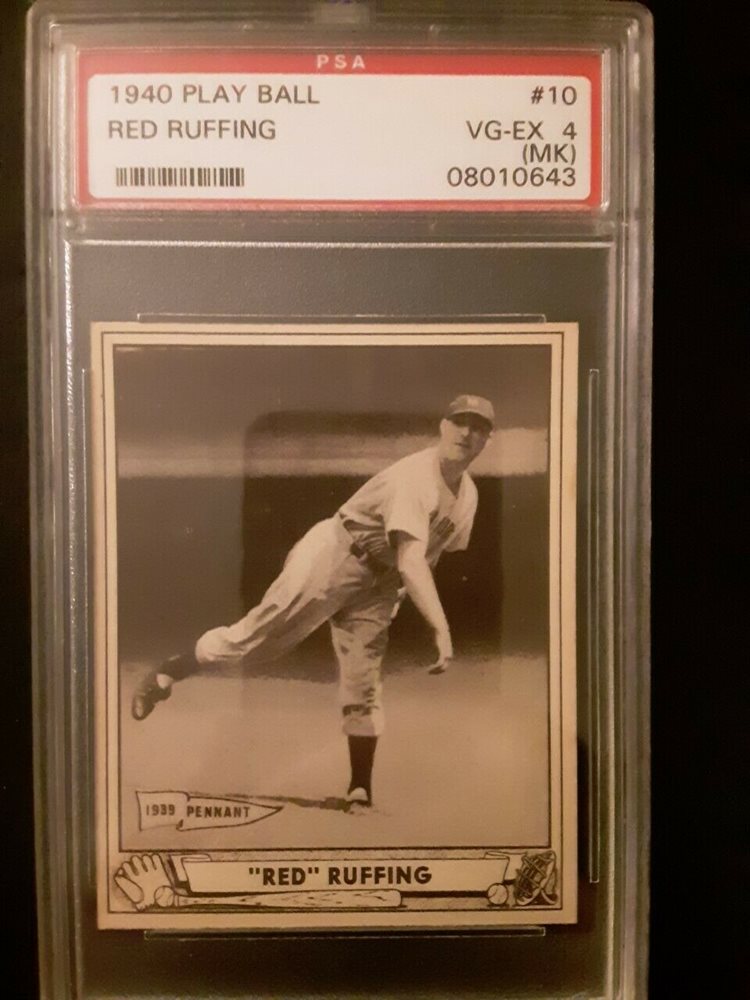 PSA
1940 PLAY BALL #10
RED RUFFING VG-EX 4
(MK)
08010643
1939 PENNANT
"RED" RUFFING